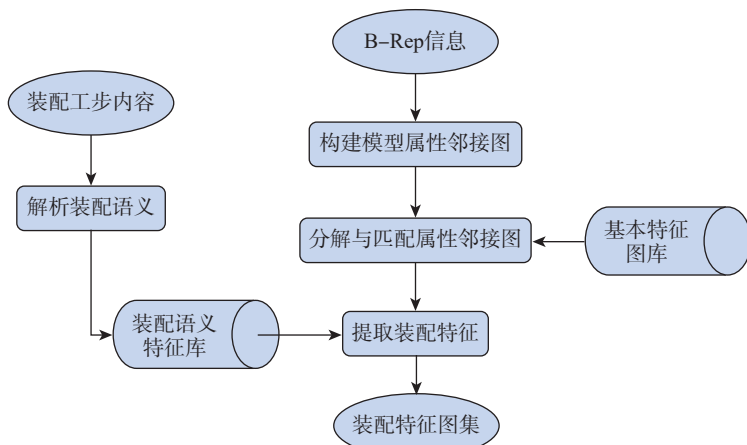 B-Rep信息
装配工步内容
构建模型属性邻接图
解析装配语义
分解与匹配属性邻接图
基本特征
图库
装配语义
特征库
提取装配特征
装配特征图集